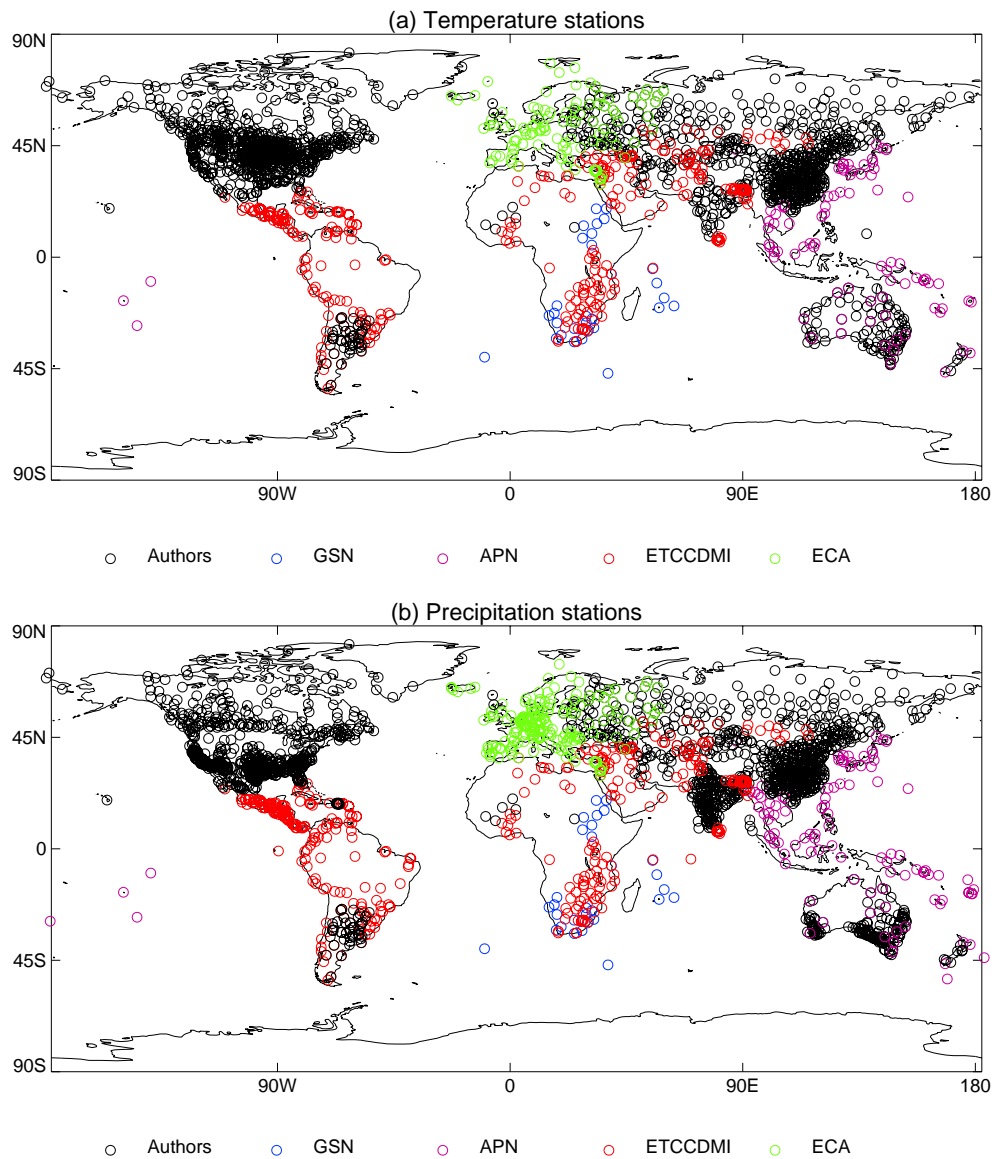 (a) Temperature stations
90N
45N
0
45S
90S
90W 0 90E 180
Authors GSN APN ETCCDMI ECA
(b) Precipitation stations
90N
45N
0
45S
90S
90W 0 90E 180
Authors GSN APN ETCCDMI ECA